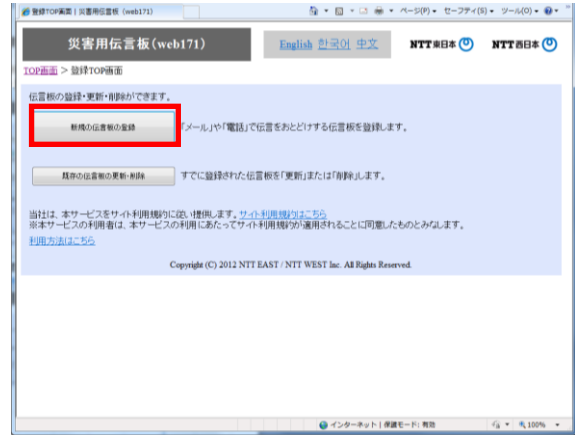 登録TOP画面 | 災害用伝言板 (web171)
ページ(P) セーフティ(S) ツール(O)
災害用伝言板(web171)
English 한국어 中文
NTT東日本 NTT西日本
TOP画面 > 登録TOP画面
伝言板の登録・更新・削除ができます。
新規の伝言板の登録 「メール」や「電話」で伝言をおとどけする伝言板を登録します。
既存の伝言板の更新・削除 すでに登録された伝言板を「更新」または「削除」します。
当社は、本サービスをサイト利用規約に従い提供します。サイト利用規約はこちら
※本サービスの利用者は、本サービスの利用にあたってサイト利用規約が適用されることに同意したものとみなします。
利用方法はこちら
Copyright (C) 2012 NTT EAST / NTT WEST Inc. All Rights Reserved.
インターネット | 保護モード: 有効 100%